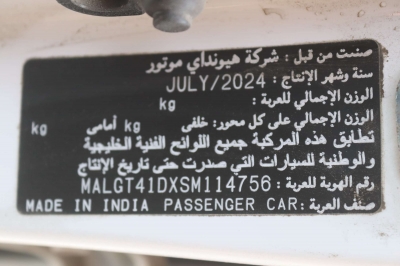 صنعت من قبل : شركة هيونداي موتور
سنة وشهر الإنتاج : JULY/2024
الوزن الإجمالي للعربة : kg
الوزن الإجمالي على كل محور: خلفى kg أمامى kg
تطابق هذه المركبة جميع اللوائح الفنية الخليجية
والوطنية للسيارات التي صدرت حتى تاريخ الإنتاج
رقم الهوية للعربة : MALGT41DXSM114756
صنف العربة : MADE IN INDIA PASSENGER CAR